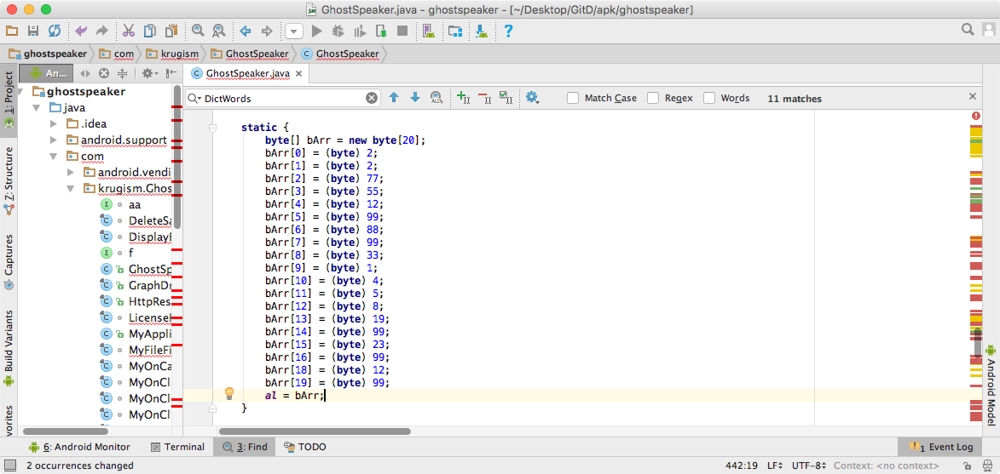 GhostSpeaker.java - ghostspeaker - [~/Desktop/GitD/apk/ghostspeaker]
ghostspeaker com krugism GhostSpeaker GhostSpeaker
An...
GhostSpeaker.java
DictWords
Match Case Regex Words 11 matches
1: Project
Z: Structure
Captures
Build Variants
vorites
ghostspeaker
java
.idea
android.support
com
android.vendi
krugism.Ghos
aa
DeleteSa
Display
f
GhostSp
GraphDr
HttpRes
License
MyAppli
MyFileFi
MyOnCa
MyOnCl
MyOnCl
MyOnCl
static {
byte[] bArr = new byte[20];
bArr[0] = (byte) 2;
bArr[1] = (byte) 2;
bArr[2] = (byte) 77;
bArr[3] = (byte) 55;
bArr[4] = (byte) 12;
bArr[5] = (byte) 99;
bArr[6] = (byte) 88;
bArr[7] = (byte) 99;
bArr[8] = (byte) 33;
bArr[9] = (byte) 1;
bArr[10] = (byte) 4;
bArr[11] = (byte) 5;
bArr[12] = (byte) 8;
bArr[13] = (byte) 19;
bArr[14] = (byte) 99;
bArr[15] = (byte) 23;
bArr[16] = (byte) 99;
bArr[18] = (byte) 12;
bArr[19] = (byte) 99;
al = bArr;
}
Android Model
6: Android Monitor Terminal 3: Find TODO 1 Event Log
2 occurrences changed 442:19 LF UTF-8 Context: <no context>